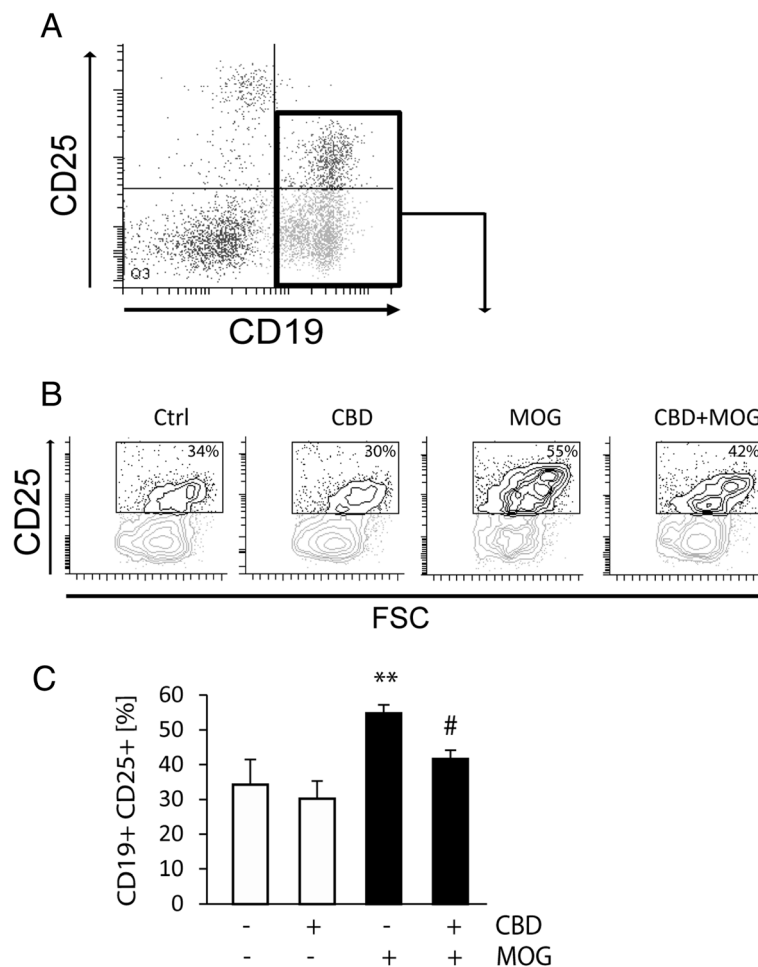 A
CD25
Q3
CD19
B
Ctrl CBD MOG CBD+MOG
34% 30% 55% 42%
CD25
FSC
C
** 
#
CD19+ CD25+ [%]
60
50
40
30
20
10
0
- + - + CBD
- - + + MOG